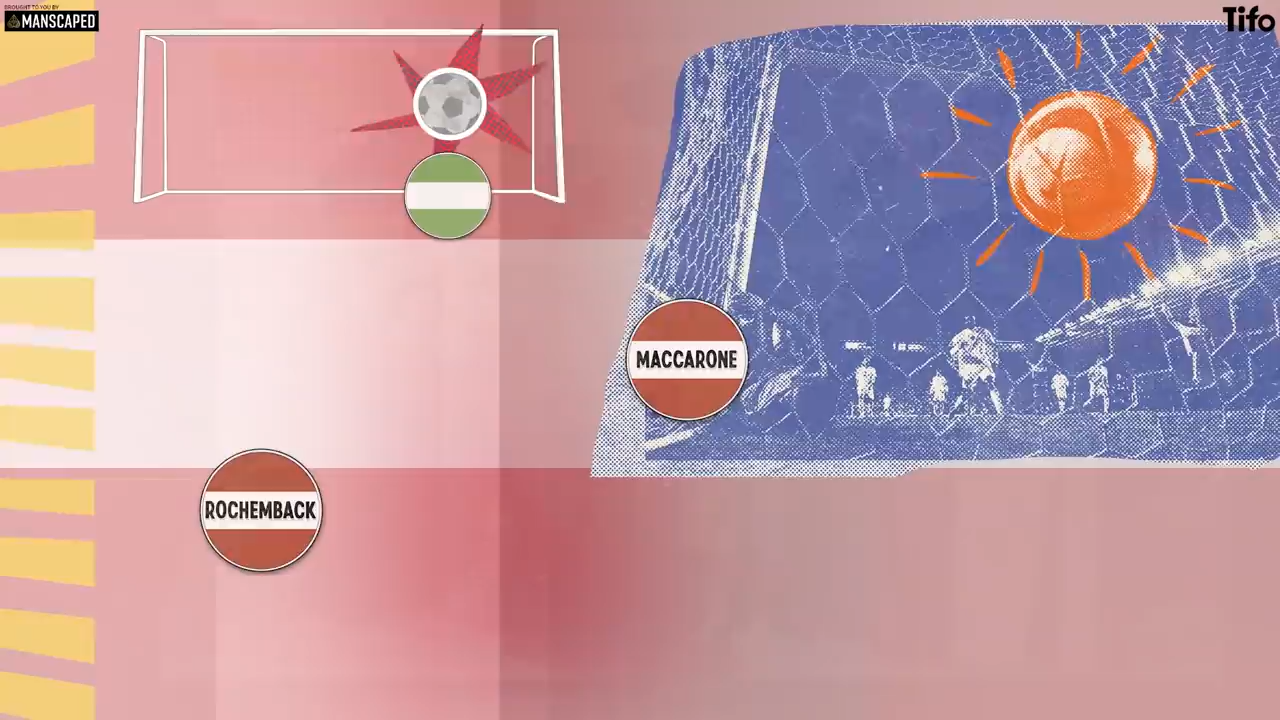 BROUGHT TO YOU BY
MANSCAPED
Tifo
MACCARONE
ROCHEMBACK